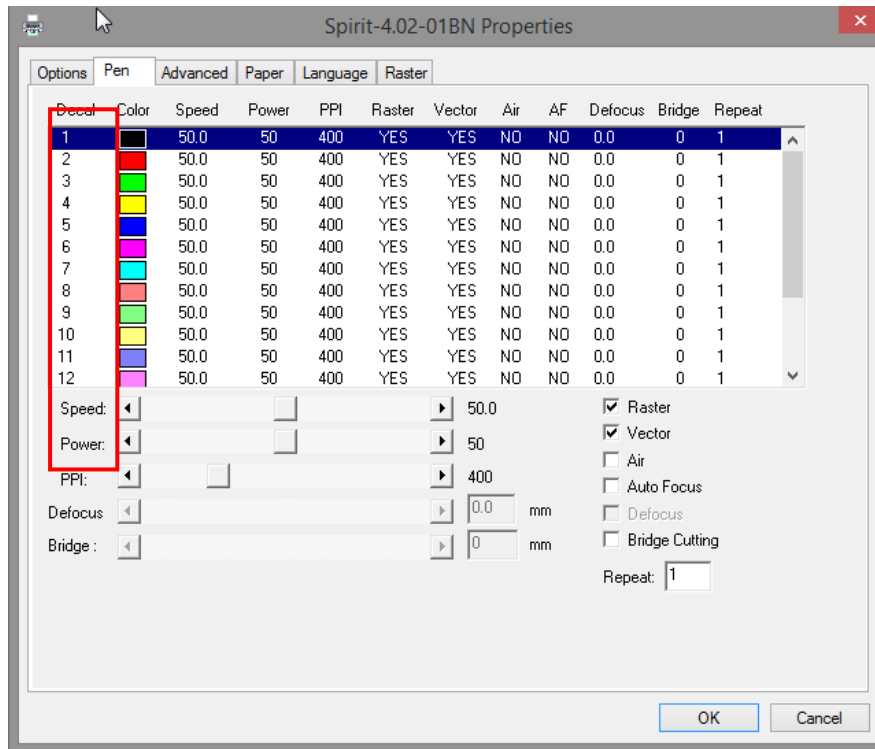 Spirit-4.02-01BN Properties
Options Pen Advanced Paper Language Raster
Decal Color Speed Power PPI Raster Vector Air AF Defocus Bridge Repeat
1 50.0 50 400 YES YES NO NO 0.0 0 1
2 50.0 50 400 YES YES NO NO 0.0 0 1
3 50.0 50 400 YES YES NO NO 0.0 0 1
4 50.0 50 400 YES YES NO NO 0.0 0 1
5 50.0 50 400 YES YES NO NO 0.0 0 1
6 50.0 50 400 YES YES NO NO 0.0 0 1
7 50.0 50 400 YES YES NO NO 0.0 0 1
8 50.0 50 400 YES YES NO NO 0.0 0 1
9 50.0 50 400 YES YES NO NO 0.0 0 1
10 50.0 50 400 YES YES NO NO 0.0 0 1
11 50.0 50 400 YES YES NO NO 0.0 0 1
12 50.0 50 400 YES YES NO NO 0.0 0 1
Speed: 50.0 Raster
Vector
Power: 50
Air
PPI: 400
Auto Focus
Defocus 0.0 mm Defocus
Bridge : 0 mm Bridge Cutting
Repeat: 1
OK Cancel